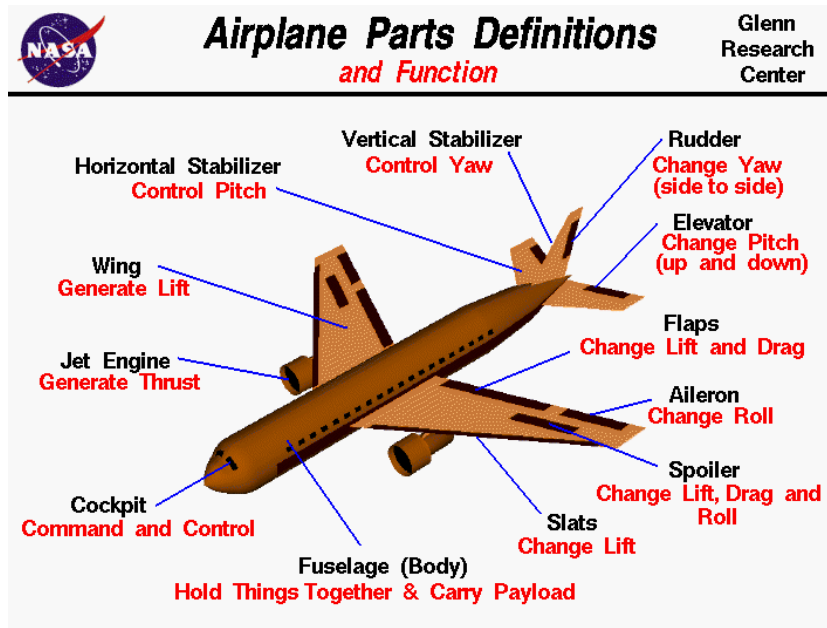 NASA
Airplane Parts Definitions
and Function
Glenn
Research
Center
Vertical Stabilizer
Control Yaw
Rudder
Change Yaw
(side to side)
Horizontal Stabilizer
Control Pitch
Elevator
Change Pitch
(up and down)
Wing
Generate Lift
Flaps
Change Lift and Drag
Jet Engine
Generate Thrust
Aileron
Change Roll
Spoiler
Change Lift, Drag and
Roll
Cockpit
Command and Control
Slats
Change Lift
Fuselage (Body)
Hold Things Together & Carry Payload